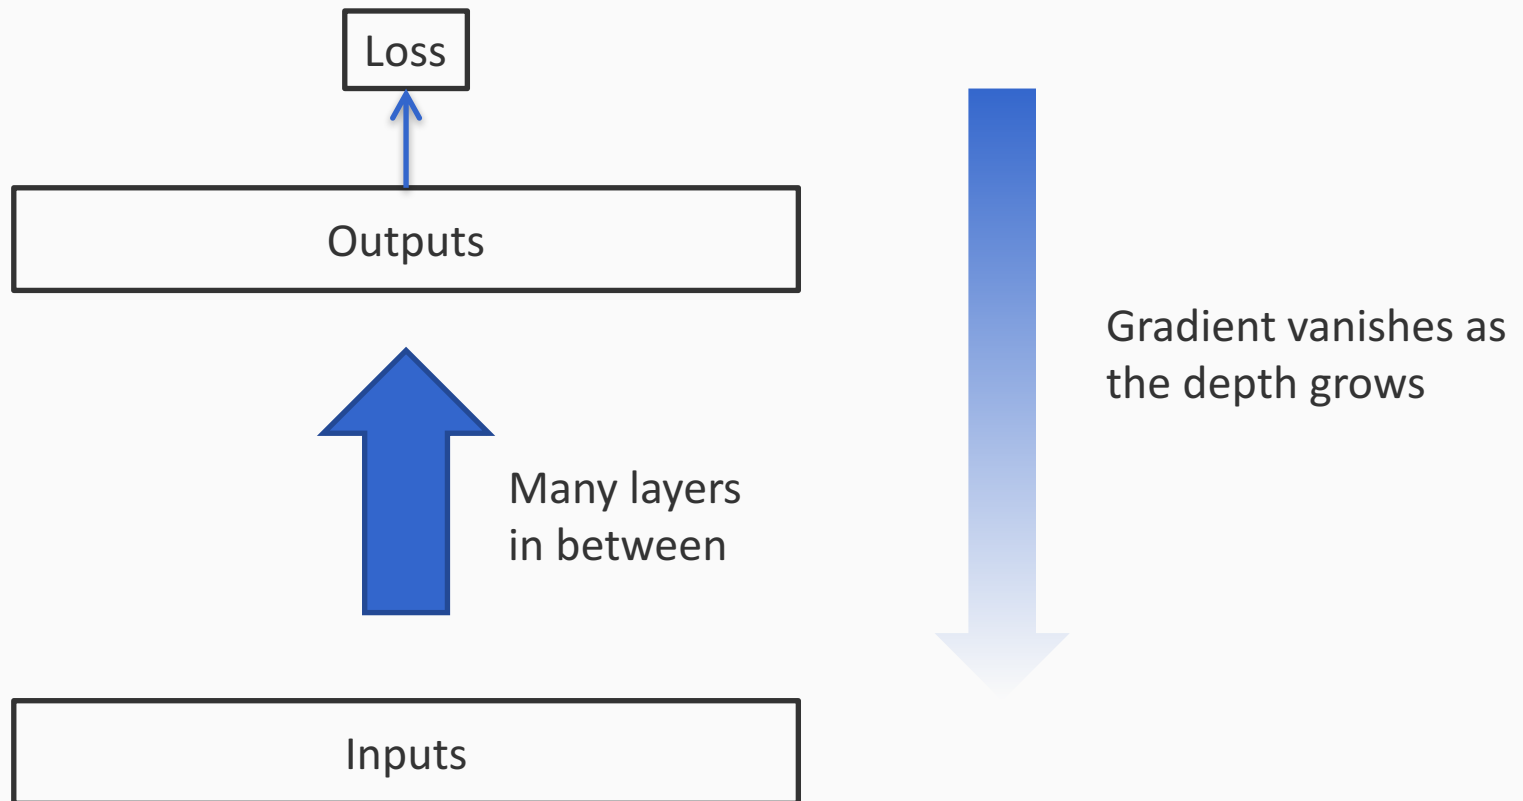 Loss
Outputs
Gradient vanishes as
the depth grows
Many layers
in between
Inputs